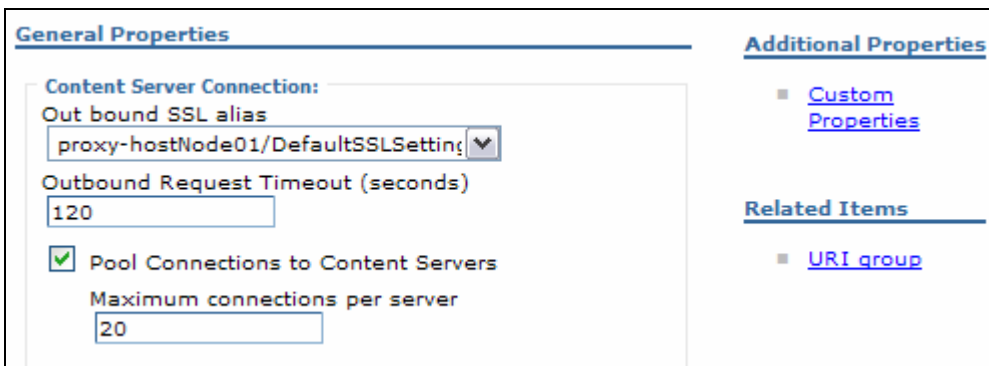 General Properties
Content Server Connection:
Out bound SSL alias
proxy-hostNode01/DefaultSSLSetting
Outbound Request Timeout (seconds)
120
Pool Connections to Content Servers
Maximum connections per server
20
Additional Properties
Custom
Properties
Related Items
URI group